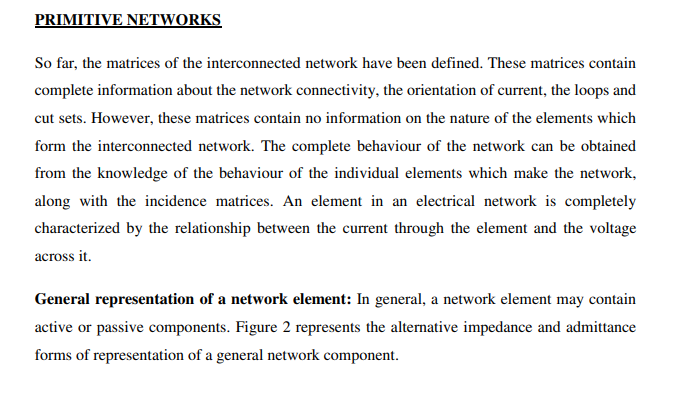 PRIMITIVE NETWORKS
So far, the matrices of the interconnected network have been defined. These matrices contain
complete information about the network connectivity, the orientation of current, the loops and
cut sets. However, these matrices contain no information on the nature of the elements which
form the interconnected network. The complete behaviour of the network can be obtained
from the knowledge of the behaviour of the individual elements which make the network,
along with the incidence matrices. An element in an electrical network is completely
characterized by the relationship between the current through the element and the voltage
across it.
General representation of a network element: In general, a network element may contain
active or passive components. Figure 2 represents the alternative impedance and admittance
forms of representation of a general network component.